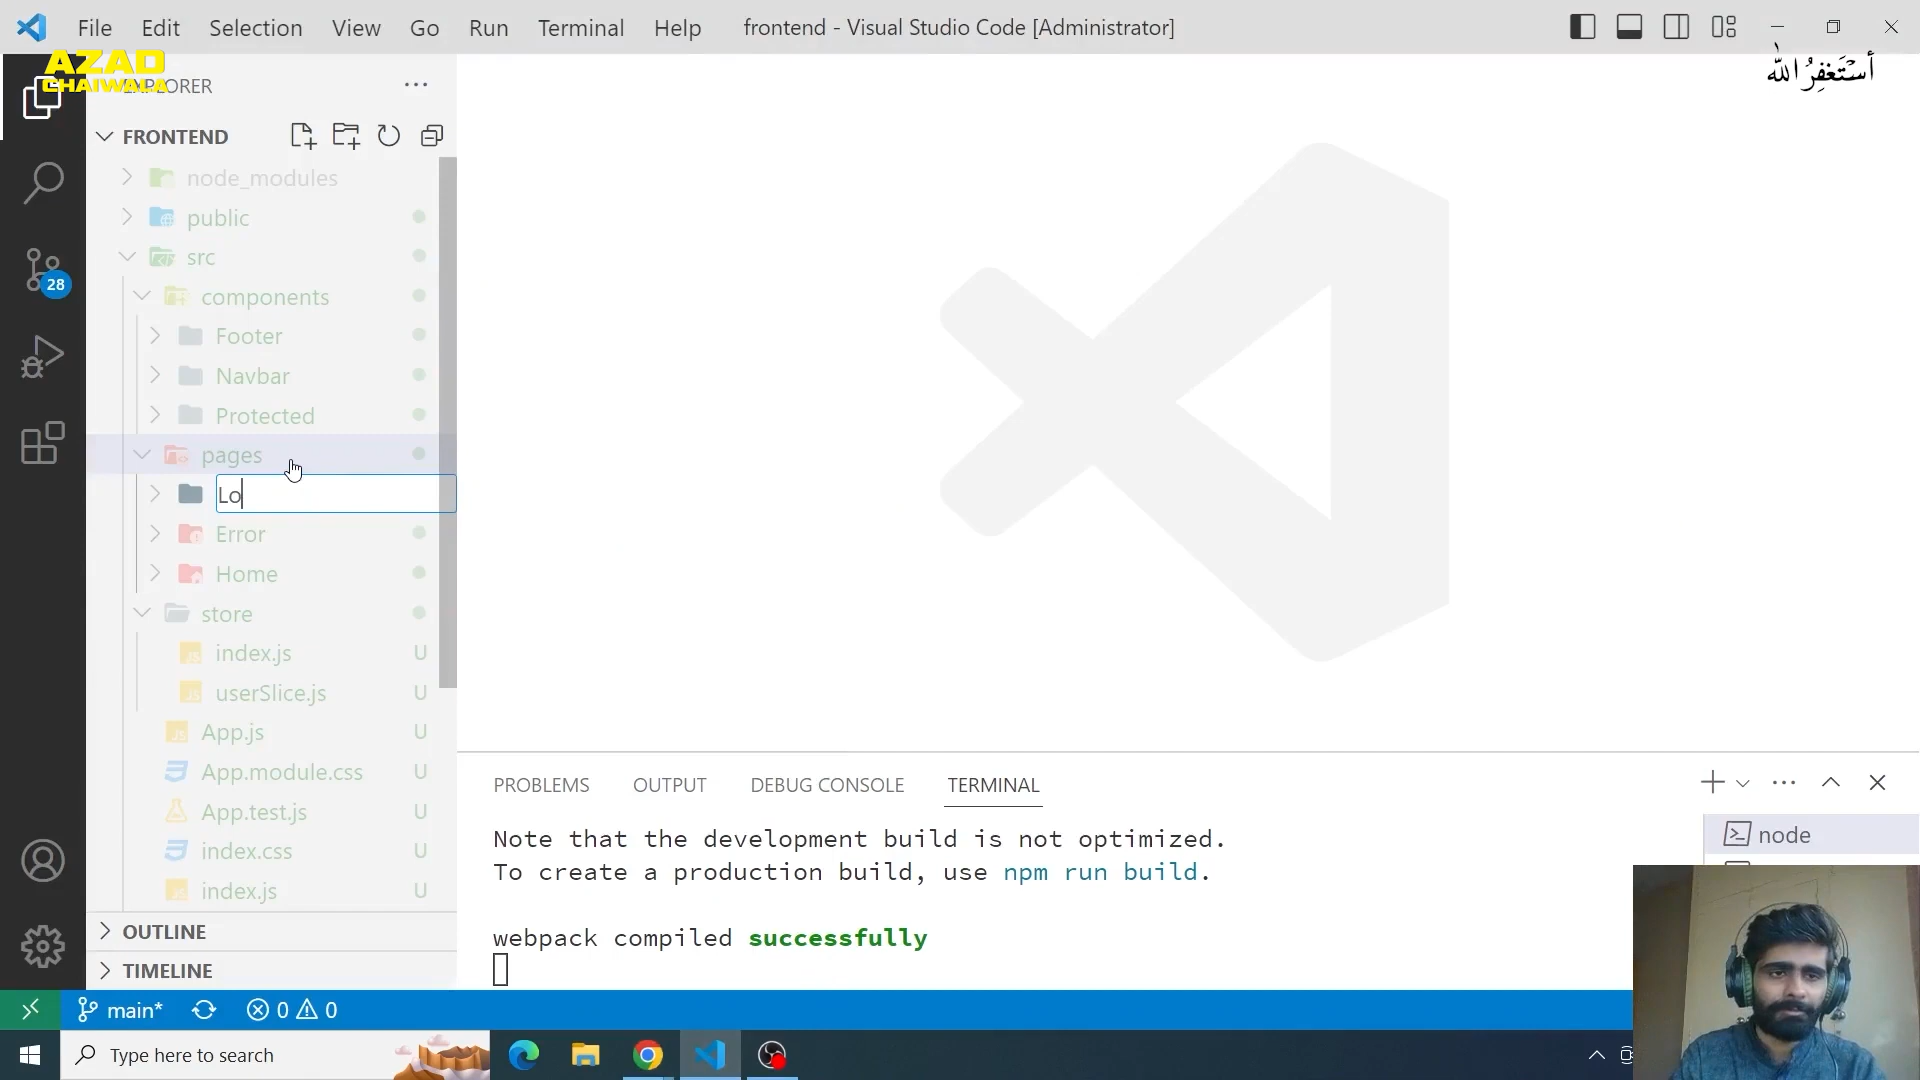 File Edit Selection View Go Run Terminal Help frontend - Visual Studio Code [Administrator]
AZAD
CHAIWALA
أَسْتَغْفِرُ اللّٰه
EXPLORER
FRONTEND
node_modules
public
src
components
Footer
Navbar
Protected
pages
Lo
Error
Home
store
index.js U
userSlice.js U
App.js U
App.module.css U
App.test.js U
index.css U
index.js U
OUTLINE
TIMELINE
28
PROBLEMS OUTPUT DEBUG CONSOLE TERMINAL
Note that the development build is not optimized.
To create a production build, use npm run build.
webpack compiled successfully
node
main* 0 0
Type here to search